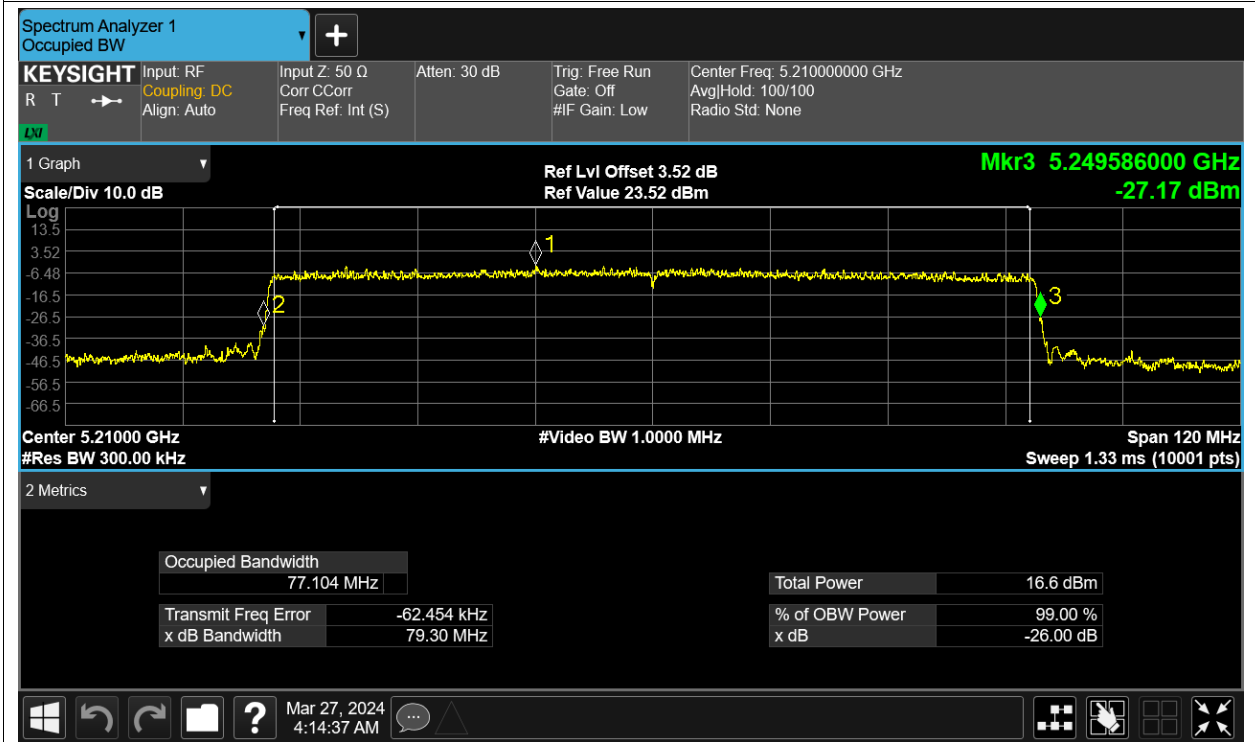 Spectrum Analyzer 1
Occupied BW
KEYSIGHT
R T
LXI
Input: RF
Coupling: DC
Align: Auto
Input Z: 50 Ω
Corr CCorr
Freq Ref: Int (S)
Atten: 30 dB
Trig: Free Run
Gate: Off
#IF Gain: Low
Center Freq: 5.210000000 GHz
Avg|Hold: 100/100
Radio Std: None
1 Graph
Scale/Div 10.0 dB
Ref Lvl Offset 3.52 dB
Ref Value 23.52 dBm
Mkr3 5.249586000 GHz
-27.17 dBm
Log
13.5
3.52
-6.48
-16.5
-26.5
-36.5
-46.5
-56.5
-66.5
1
2
3
Center 5.21000 GHz
#Video BW 1.0000 MHz
Span 120 MHz
#Res BW 300.00 kHz
Sweep 1.33 ms (10001 pts)
2 Metrics
Occupied Bandwidth
77.104 MHz
Transmit Freq Error -62.454 kHz
x dB Bandwidth 79.30 MHz
Total Power 16.6 dBm
% of OBW Power 99.00 %
x dB -26.00 dB
?
Mar 27, 2024
4:14:37 AM